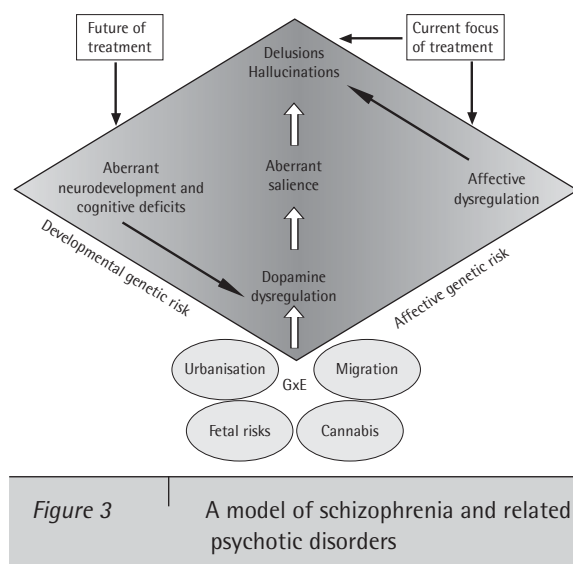 Future of
treatment
Current focus
of treatment
Delusions
Hallucinations
Aberrant
neurodevelopment and
cognitive deficits
Aberrant
salience
Affective
dysregulation
Developmental genetic risk
Dopamine
dysregulation
Affective genetic risk
Urbanisation
Migration
GxE
Fetal risks
Cannabis
Figure 3
A model of schizophrenia and related
psychotic disorders